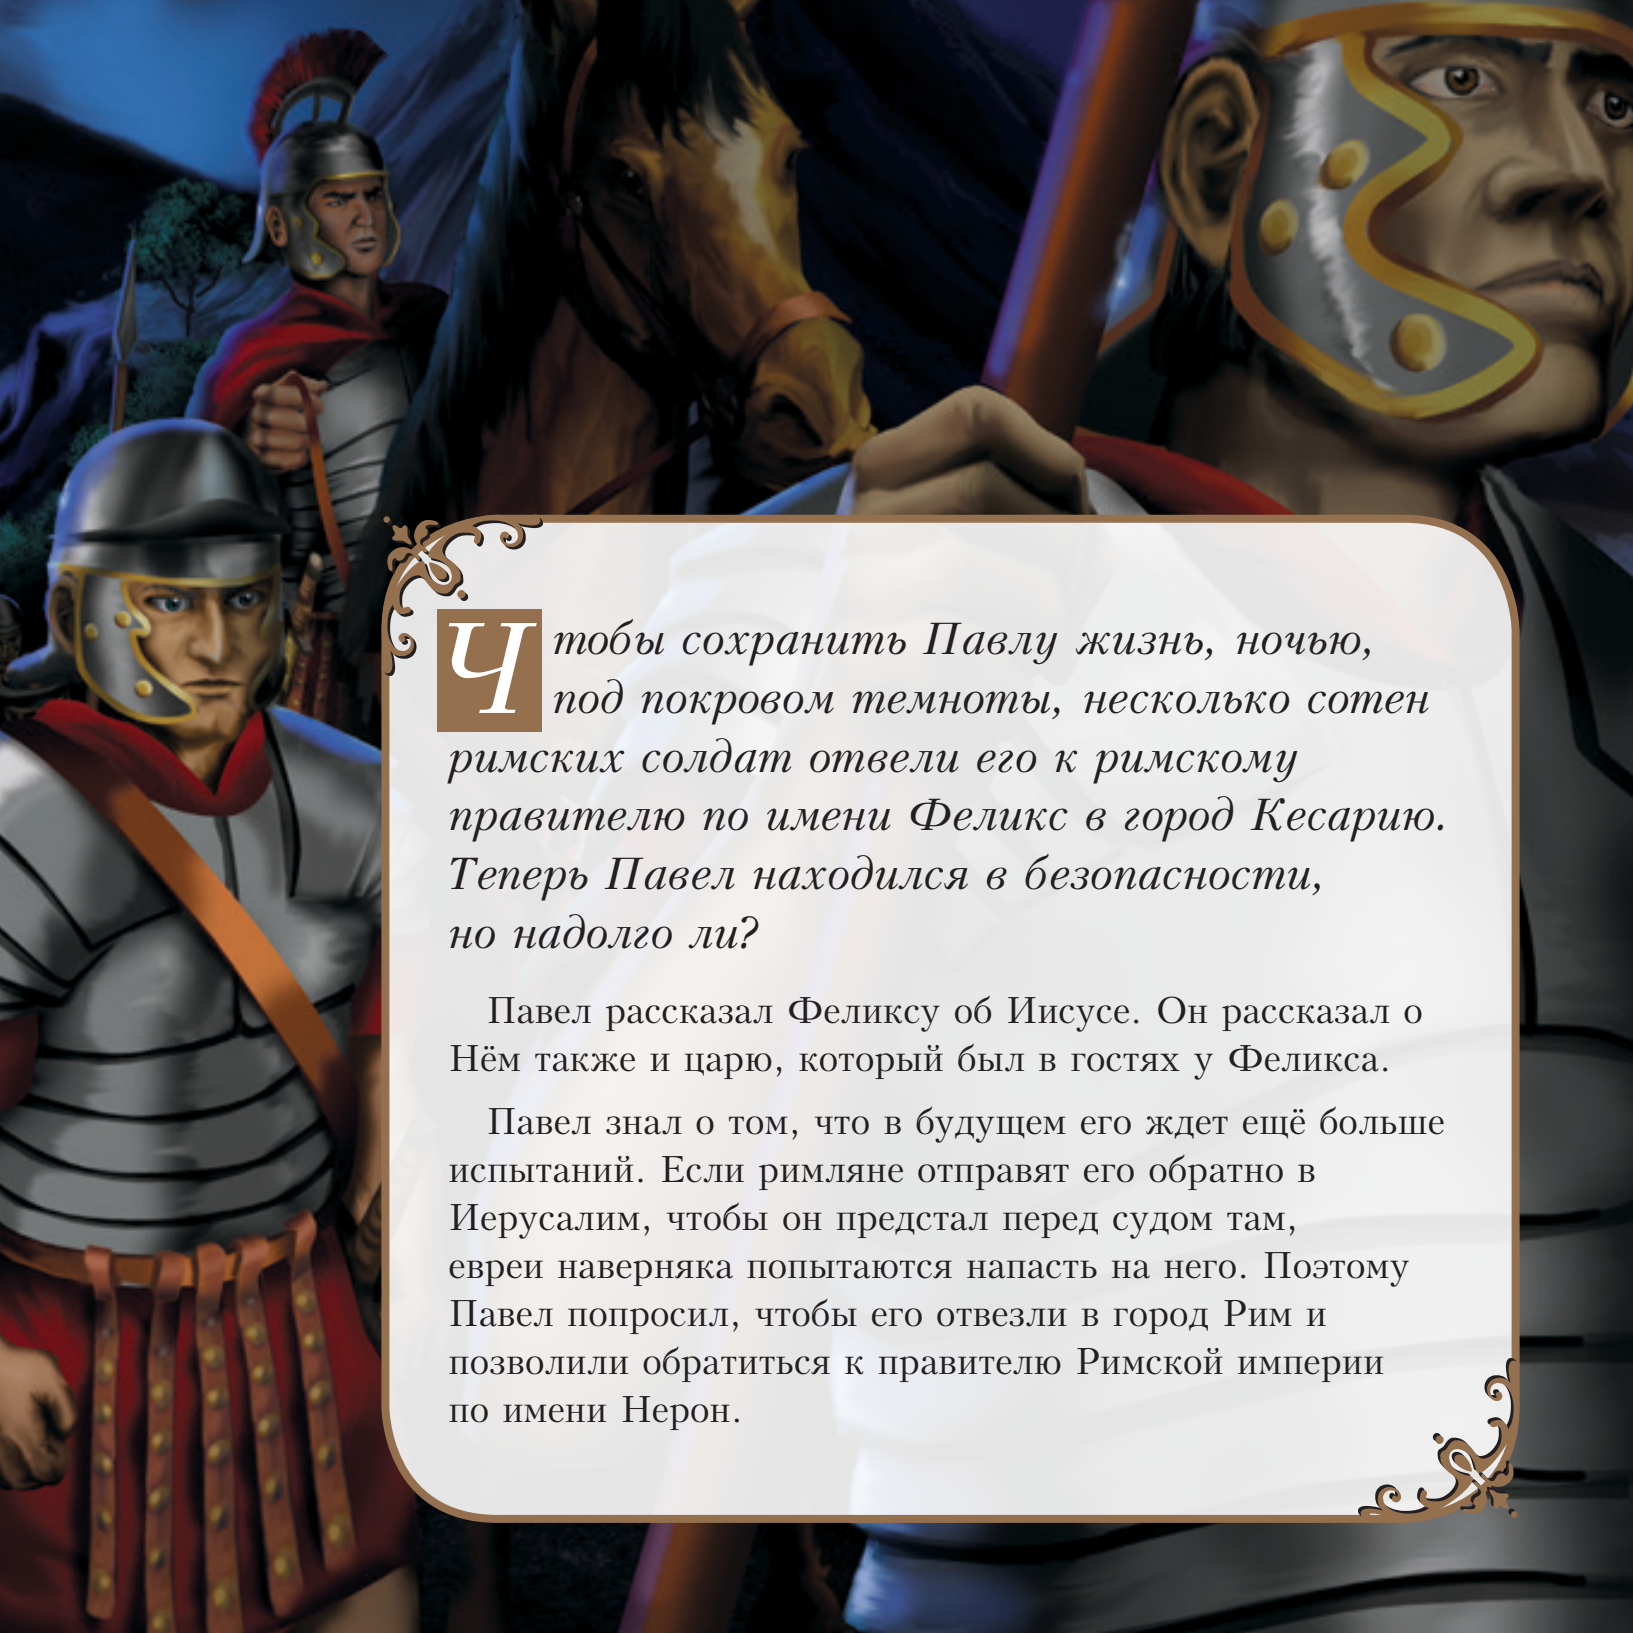 Чтобы сохранить Павлу жизнь, ночью,
под покровом темноты, несколько сотен
римских солдат отвели его к римскому
правителю по имени Феликс в город Кесарию.
Теперь Павел находился в безопасности,
но надолго ли?
Павел рассказал Феликсу об Иисусе. Он рассказал о
Нём также и царю, который был в гостях у Феликса.
Павел знал о том, что в будущем его ждет ещё больше
испытаний. Если римляне отправят его обратно в
Иерусалим, чтобы он предстал перед судом там,
евреи наверняка попытаются напасть на него. Поэтому
Павел попросил, чтобы его отвезли в город Рим и
позволили обратиться к правителю Римской империи
по имени Нерон.